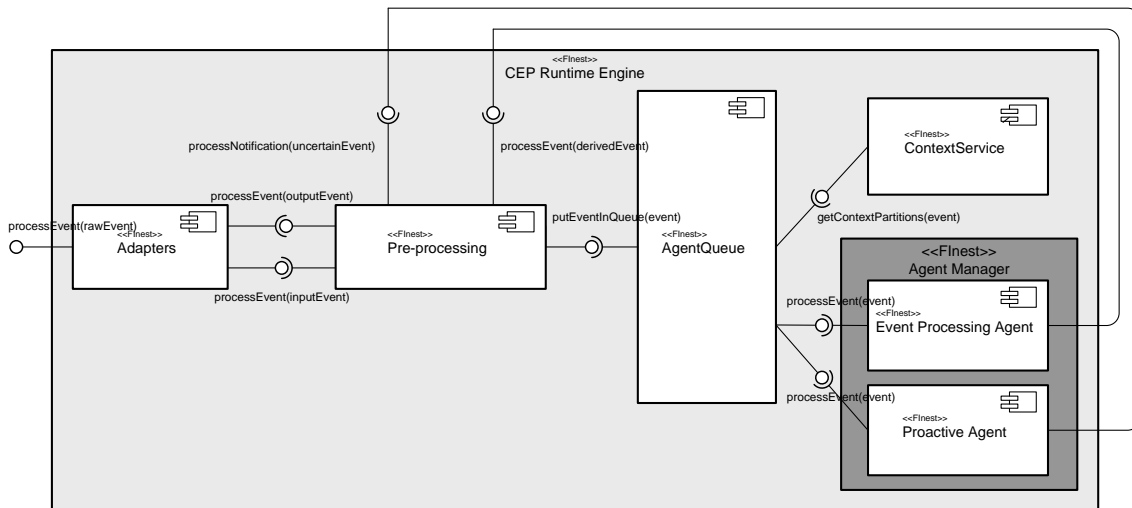 <<FInest>>
CEP Runtime Engine
processNotification(uncertainEvent)
processEvent(derivedEvent)
<<FInest>>
ContextService
processEvent(outputEvent)
getContextPartitions(event)
processEvent(rawEvent)
<<FInest>>
Adapters
<<FInest>>
Pre-processing
putEventInQueue(event)
<<FInest>>
AgentQueue
<<FInest>>
Agent Manager
processEvent(inputEvent)
processEvent(event)
<<FInest>>
Event Processing Agent
processEvent(event)
<<FInest>>
Proactive Agent